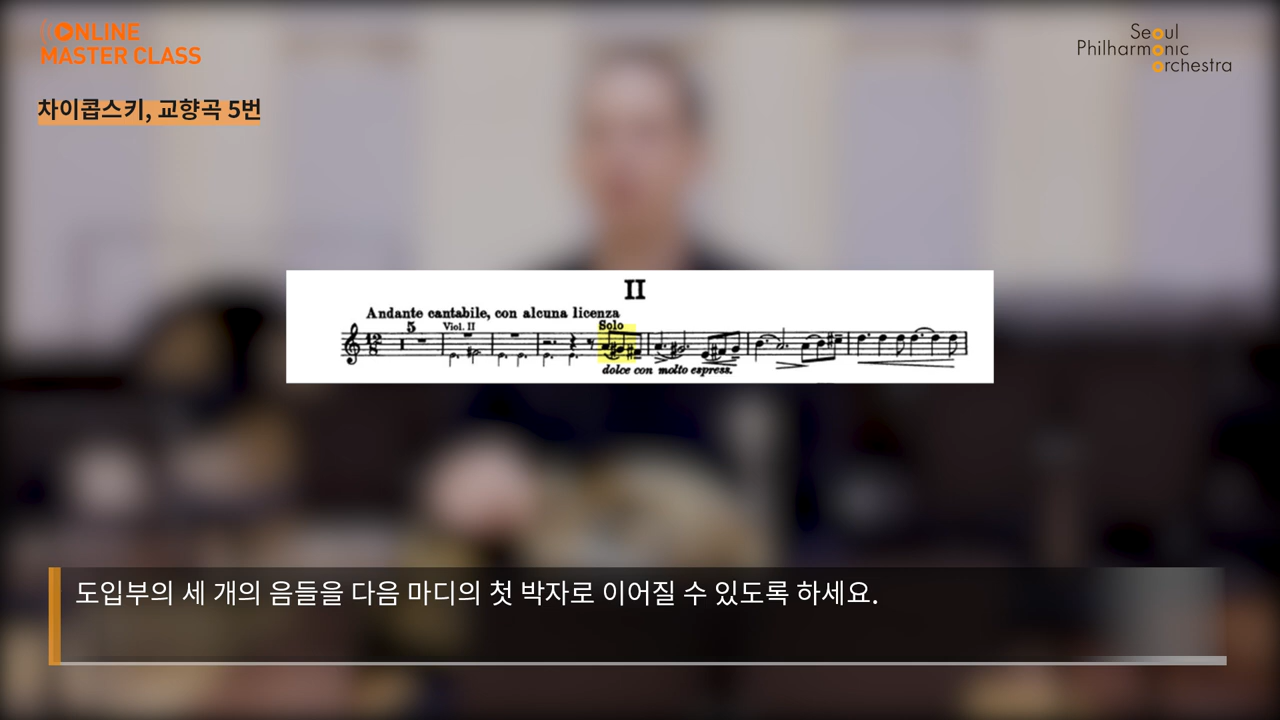 ONLINE
MASTER CLASS
Seoul
Philharmonic
orchestra
차이콥스키, 교향곡 5번
II
Andante cantabile, con alcuna licenza
5
Viol. II
Solo
12
8
dolce con molto espress.
도입부의 세 개의 음들을 다음 마디의 첫 박자로 이어질 수 있도록 하세요.